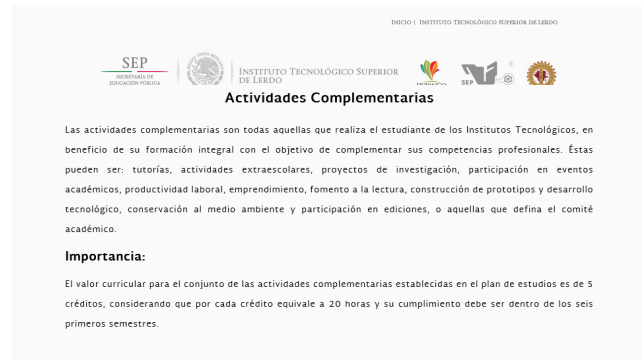 INICIO | INSTITUTO TECNOLÓGICO SUPERIOR DE LERDO
SEP
SECRETARÍA DE
EDUCACIÓN PÚBLICA
INSTITUTO TECNOLÓGICO SUPERIOR
DE LERDO
SEP
Actividades Complementarias
Las actividades complementarias son todas aquellas que realiza el estudiante de los Institutos Tecnológicos, en
beneficio de su formación integral con el objetivo de complementar sus competencias profesionales. Éstas
pueden ser: tutorías, actividades extraescolares, proyectos de investigación, participación en eventos
académicos, productividad laboral, emprendimiento, fomento a la lectura, construcción de prototipos y desarrollo
tecnológico, conservación al medio ambiente y participación en ediciones, o aquellas que defina el comité
académico.
Importancia:
El valor curricular para el conjunto de las actividades complementarias establecidas en el plan de estudios es de 5
créditos, considerando que por cada crédito equivale a 20 horas y su cumplimiento debe ser dentro de los seis
primeros semestres.